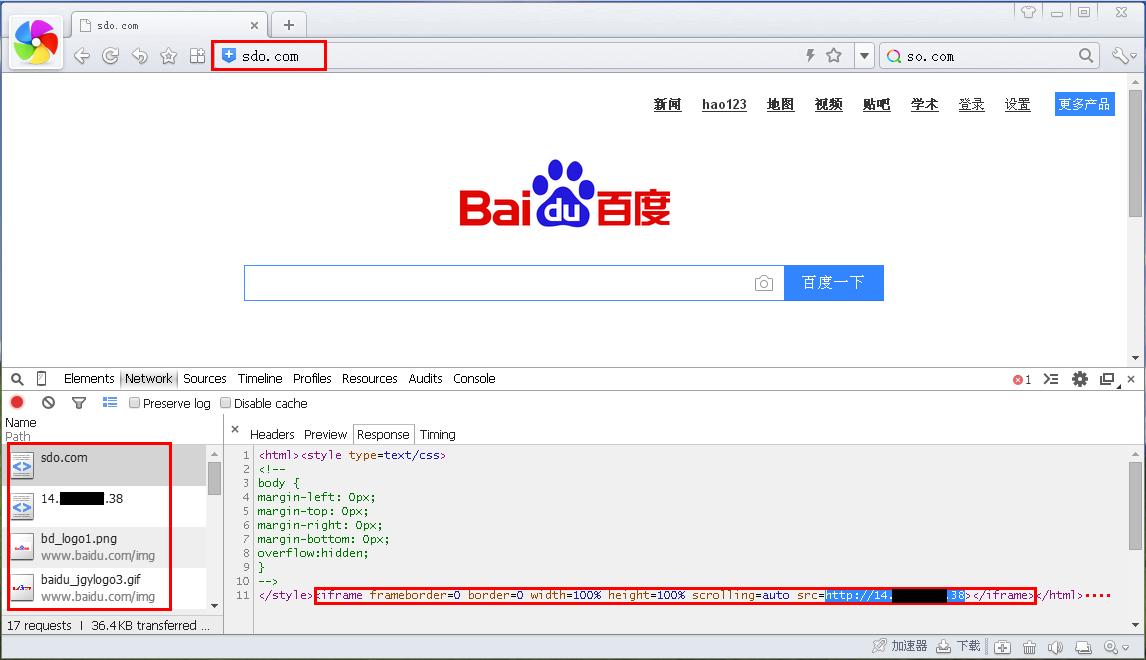 sdo.com
sdo.com
so.com
新闻 hao123 地图 视频 贴吧 学术 登录 设置 更多产品
Bai du 百度
百度一下
Elements Network Sources Timeline Profiles Resources Audits Console
1
Preserve log Disable cache
Name
Path
Headers Preview Response Timing
sdo.com
14. .38
bd_logo1.png
www.baidu.com/img
baidu_jgylogo3.gif
www.baidu.com/img
1 <html><style type=text/css>
2 <!--
3 body {
4 margin-left: 0px;
5 margin-top: 0px;
6 margin-right: 0px;
7 margin-bottom: 0px;
8 overflow:hidden;
9 }
10 -->
11 </style><iframe frameborder=0 border=0 width=100% height=100% scrolling=auto src=http://14. .38></iframe></html>
17 requests | 36.4KB transferred ...
加速器 下载